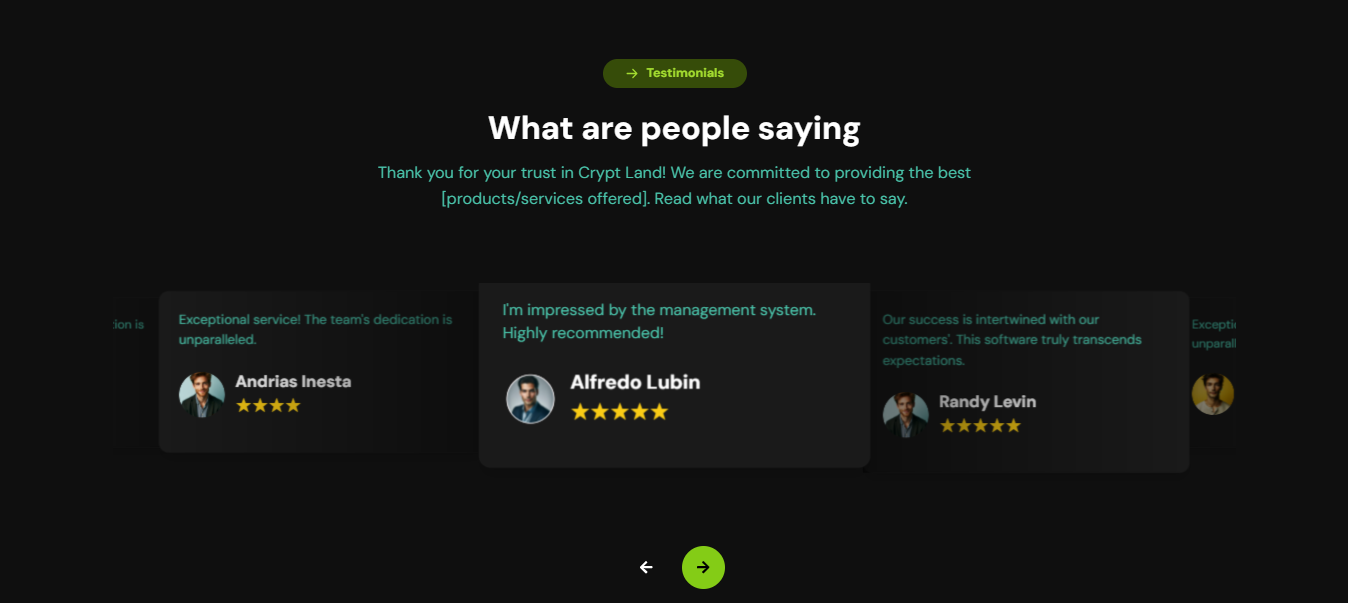 Testimonials
What are people saying
Thank you for your trust in Crypt Land! We are committed to providing the best
[products/services offered]. Read what our clients have to say.
tion is
Exceptional service! The team's dedication is
unparalleled.
Andrias Inesta
I'm impressed by the management system.
Highly recommended!
Alfredo Lubin
Our success is intertwined with our
customers'. This software truly transcends
expectations.
Randy Levin
Excepti
unparall